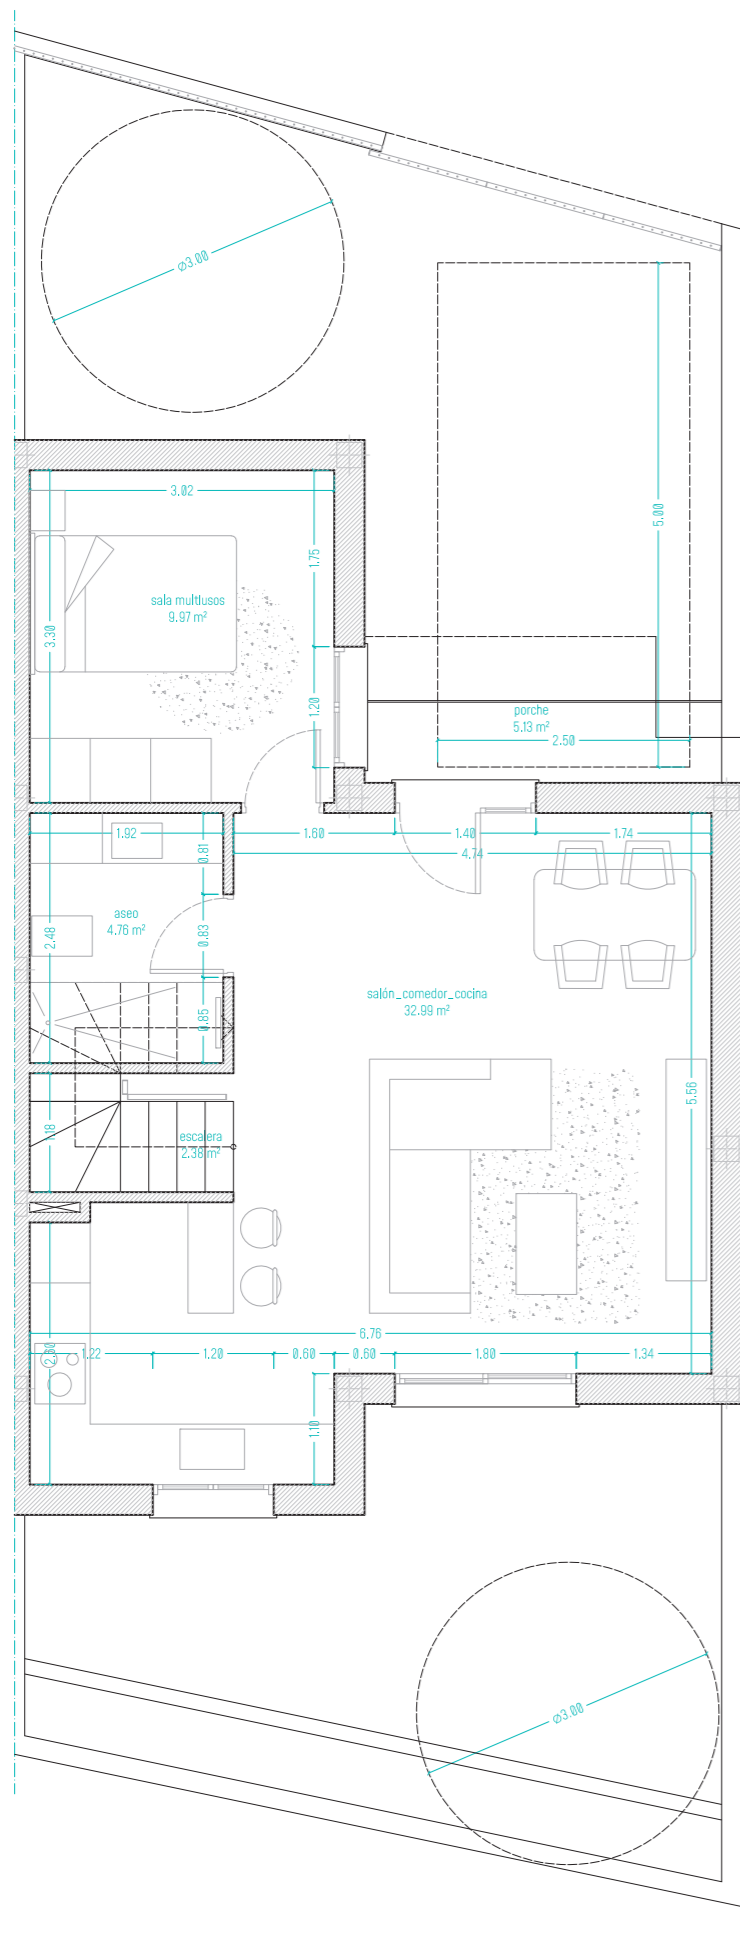 ø3.00
5.00
3.02
1.75
sala multiusos
9.97 m²
3.30
1.20
porche
5.13 m²
2.50
1.92
1.60
1.40
1.74
4.74
0.81
aseo
4.76 m²
2.48
0.83
salón_comedor_cocina
32.99 m²
0.85
5.56
1.18
escalera
2.38 m²
6.76
2.60
1.22
1.20
0.60
0.60
1.80
1.34
1.10
ø3.00